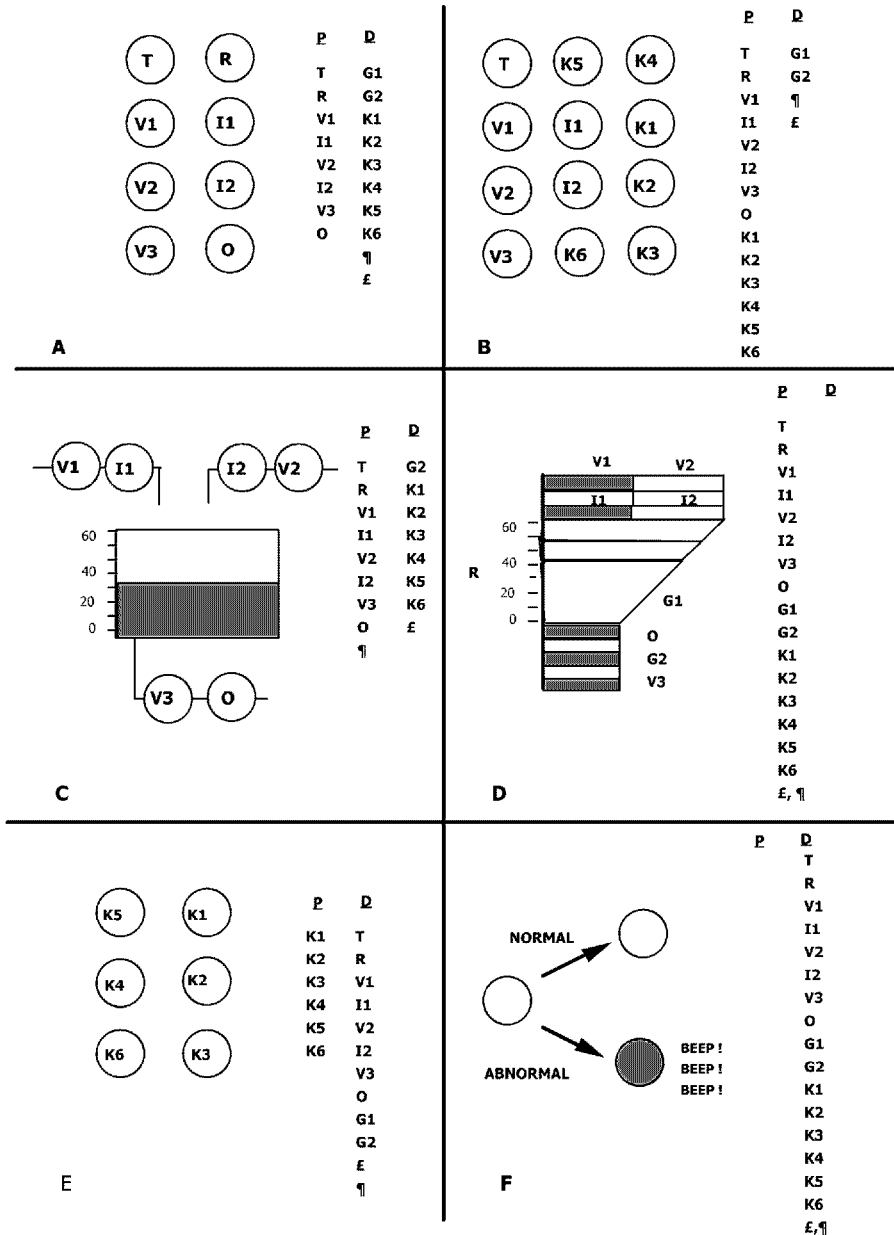 P D
T R
T G1
R G2
V1 I1
V1 K1
I1 K2
V2 I2
V2 K3
I2 K4
V3 O
V3 K5
O K6
¶
£
A
P D
T K5 K4
T G1
R G2
V1 ¶
V1 I1 K1
I1 £
V2
V2 I2 K2
I2
V3
O
V3 K6 K3
K1
K2
K3
K4
K5
K6
B
P D
V1 I1 I2 V2
T G2
R K1
V1 K2
I1 K3
V2 K4
I2 K5
V3 K6
O £
¶
60
40
20
0
V3 O
C
P D
T
R
V1
I1
V2
I2
V3
O
G1
G2
K1
K2
K3
K4
K5
K6
£, ¶
V1 V2
I1 I2
60
40
R
20
0
G1
O
G2
V3
D
K5 K1
K4 K2
K6 K3
P D
K1 T
K2 R
K3 V1
K4 I1
K5 V2
K6 I2
V3
O
G1
G2
£
¶
E
P D
T
R
V1
I1
V2
I2
V3
O
G1
G2
K1
K2
K3
K4
K5
K6
£,¶
NORMAL
ABNORMAL
BEEP !
BEEP !
BEEP !
F